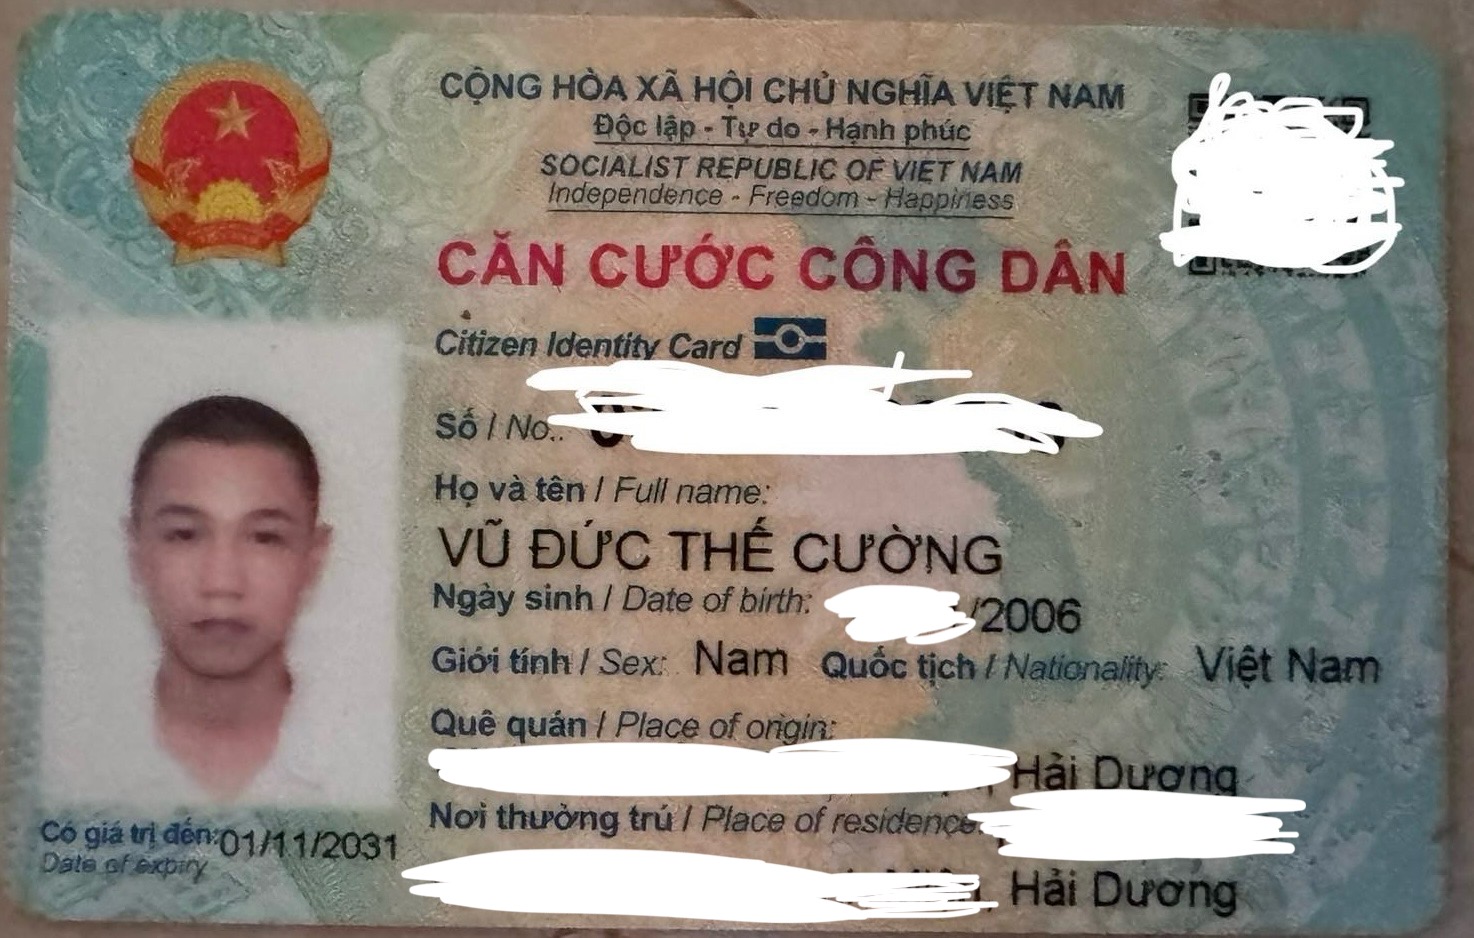 CỘNG HÒA XÃ HỘI CHỦ NGHĨA VIỆT NAM
Độc lập - Tự do - Hạnh phúc
SOCIALIST REPUBLIC OF VIET NAM
Independence - Freedom - Happiness
CĂN CƯỚC CÔNG DÂN
Citizen Identity Card
Số / No.:
Họ và tên / Full name:
VŨ ĐỨC THẾ CƯỜNG
Ngày sinh / Date of birth: /2006
Giới tính / Sex: Nam Quốc tịch / Nationality: Việt Nam
Quê quán / Place of origin:
, Hải Dương
Nơi thường trú / Place of residence:
, Hải Dương
Có giá trị đến: 01/11/2031
Date of expiry